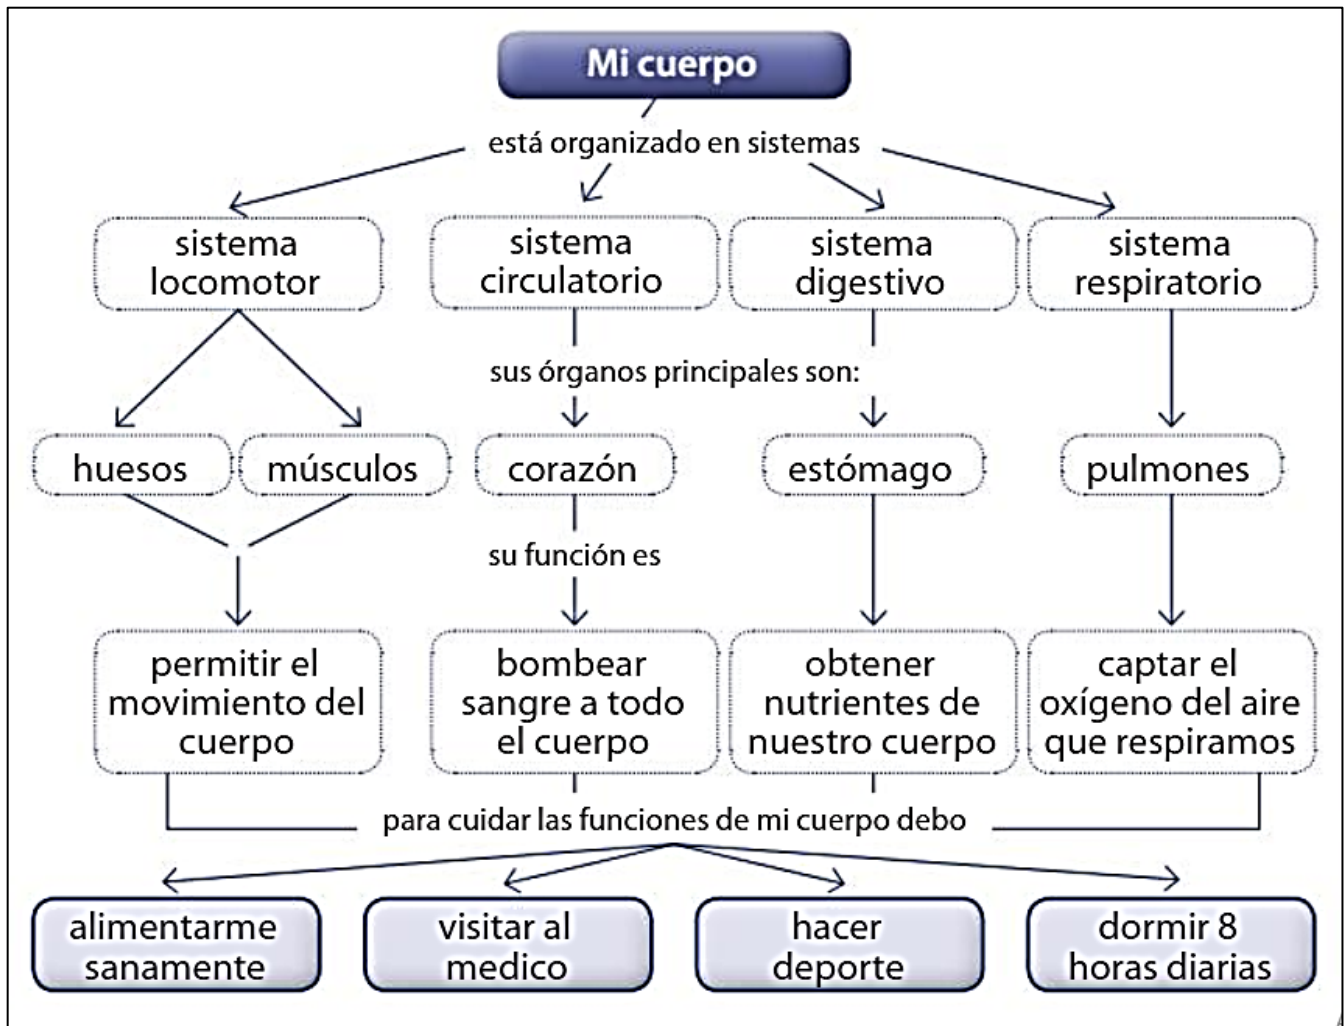 Mi cuerpo
está organizado en sistemas
sistema
locomotor
sistema
circulatorio
sistema
digestivo
sistema
respiratorio
sus órganos principales son:
huesos
músculos
corazón
estómago
pulmones
su función es
permitir el
movimiento del
cuerpo
bombear
sangre a todo
el cuerpo
obtener
nutrientes de
nuestro cuerpo
captar el
oxígeno del aire
que respiramos
para cuidar las funciones de mi cuerpo debo
alimentarme
sanamente
visitar al
medico
hacer
deporte
dormir 8
horas diarias